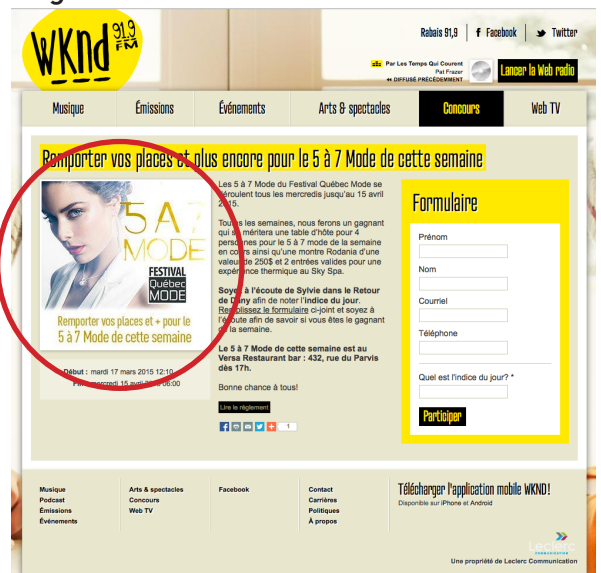 WKnd 91.9 FM
Rabais 91,9 Facebook Twitter
Par Les Temps Qui Courent
Pat Frazer
DIFFUSÉ PRÉCÉDEMMENT
Lancer la Web radio
Musique Émissions Événements Arts & spectacles Concours Web TV
Remporter vos places et plus encore pour le 5 à 7 Mode de cette semaine
5 À 7
MODE
FESTIVAL
Québec
MODE
Remporter vos places et + pour le
5 à 7 Mode de cette semaine
Début : mardi 17 mars 2015 12:10
mercredi 15 avril 06:00
Les 5 à 7 Mode du Festival Québec Mode se
déroulent tous les mercredis jusqu'au 15 avril
2015.
Toutes les semaines, nous ferons un gagnant
qui se méritera une table d'hôte pour 4
personnes pour le 5 à 7 mode de la semaine
en cours ainsi qu'une montre Rodania d'une
valeur de 250$ et 2 entrées valides pour une
expérience thermique au Sky Spa.
Soyez à l'écoute de Sylvie dans le Retour
de Dany afin de noter l'indice du jour.
Remplissez le formulaire ci-joint et soyez à
l'écoute afin de savoir si vous êtes le gagnant
de la semaine.
Le 5 à 7 Mode de cette semaine est au
Versa Restaurant bar : 432, rue du Parvis
dès 17h.
Bonne chance à tous!
Lire le règlement
1
Formulaire
Prénom
Nom
Courriel
Téléphone
Quel est l'indice du jour? *
Participer
Musique
Podcast
Émissions
Événements
Arts & spectacles
Concours
Web TV
Facebook
Contact
Carrières
Politiques
À propos
Télécharger l'application mobile WKND!
Disponible sur iPhone et Android
Leclerc
COMMUNICATION
Une propriété de Leclerc Communication